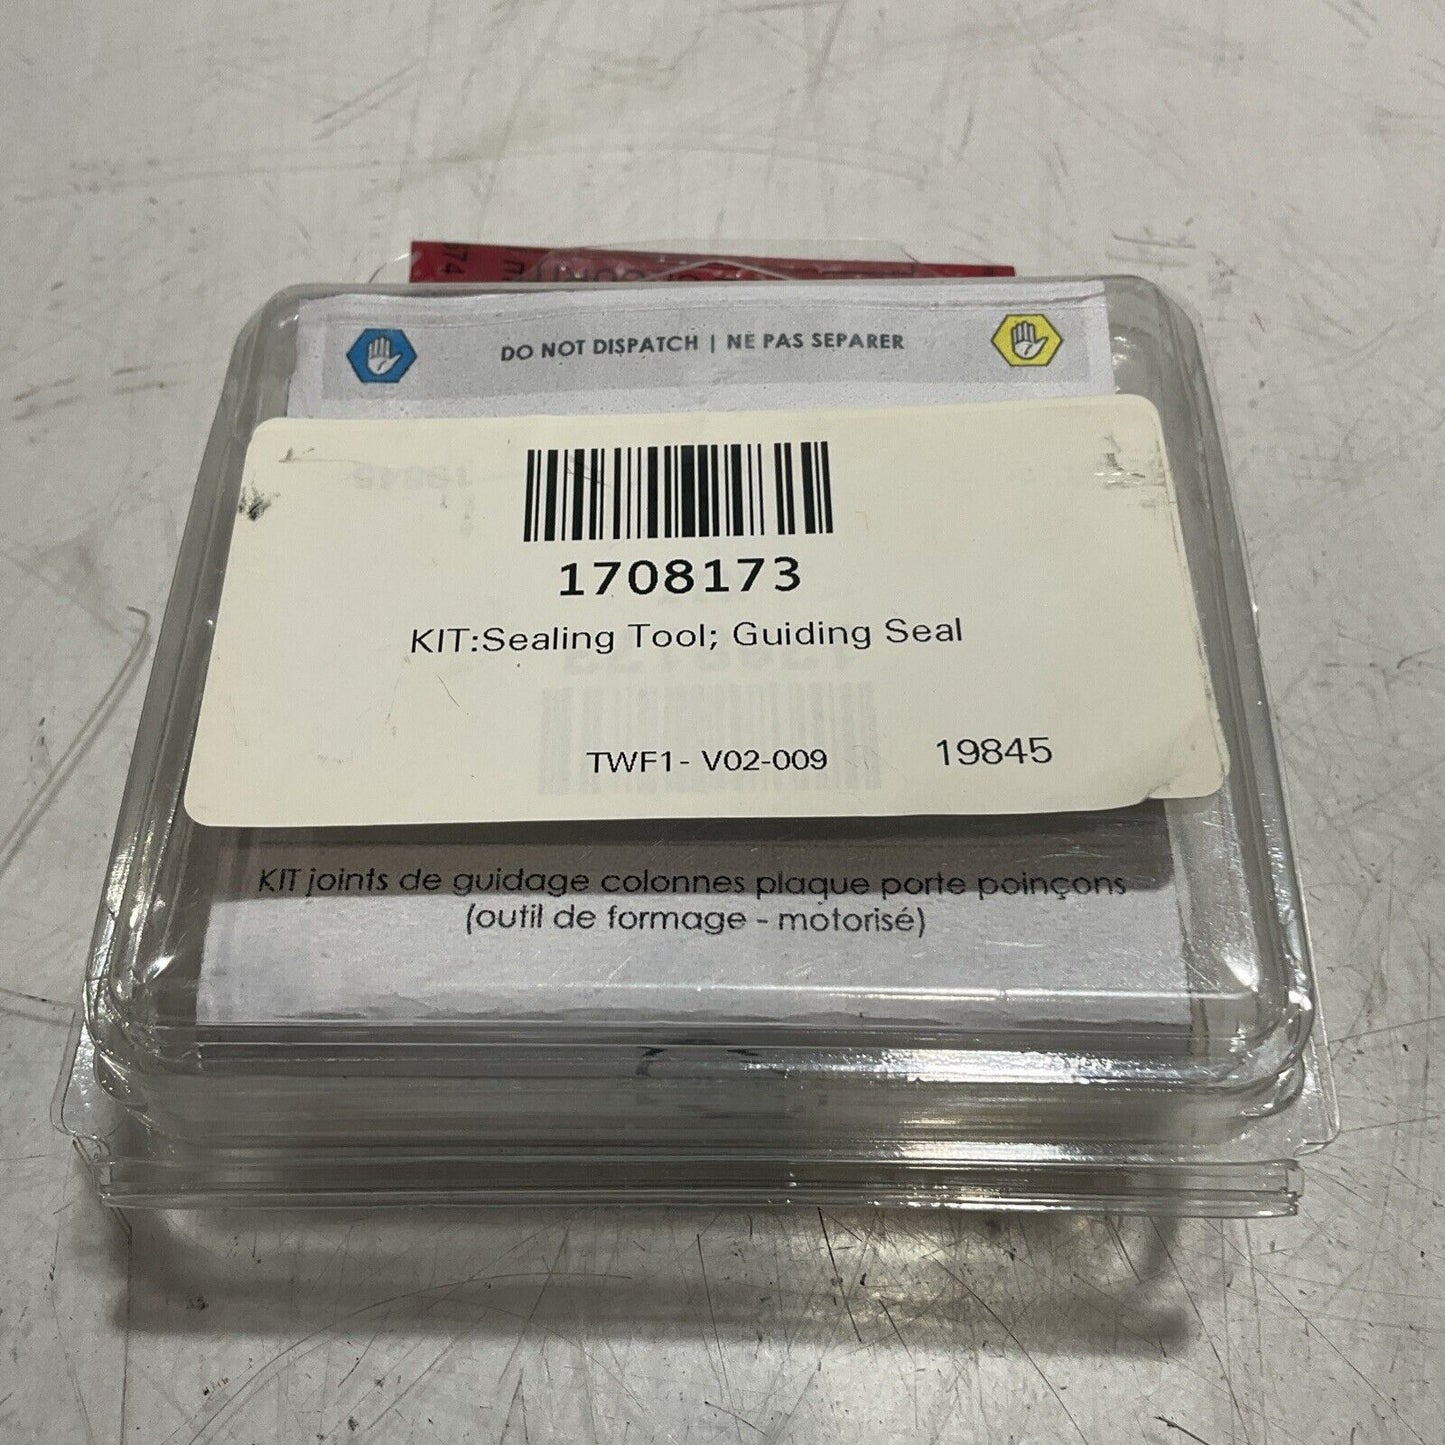 DO NOT DISPATCH | NE PAS SEPARER
1708173
KIT:Sealing Tool; Guiding Seal
TWF1- V02-009 19845
KIT joints de guidage colonnes plaque porte poinçons
(outil de formage - motorisé)